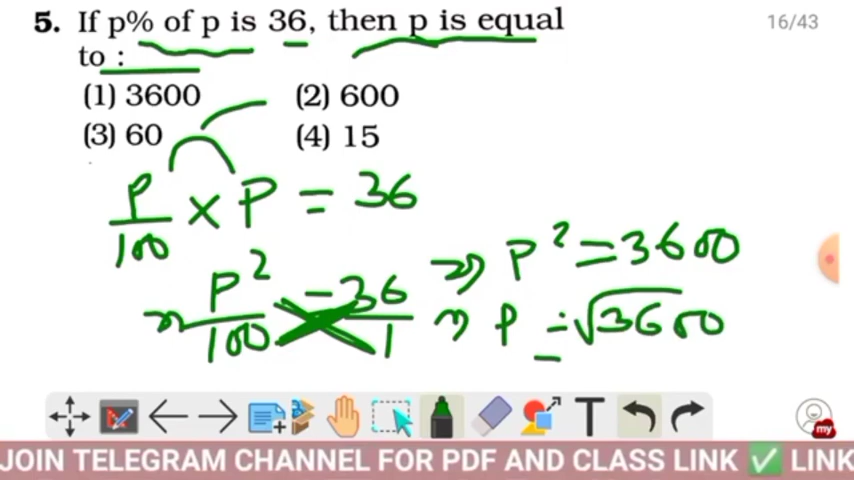 5. If p% of p is 36, then p is equal
16/43
to :
(1) 3600 (2) 600
(3) 60 (4) 15
P/100 × P = 36
⇒ P²/100 = 36/1 ⇒ P² = 3600
⇒ P = √3600
T
my
JOIN TELEGRAM CHANNEL FOR PDF AND CLASS LINK ✅ LINK